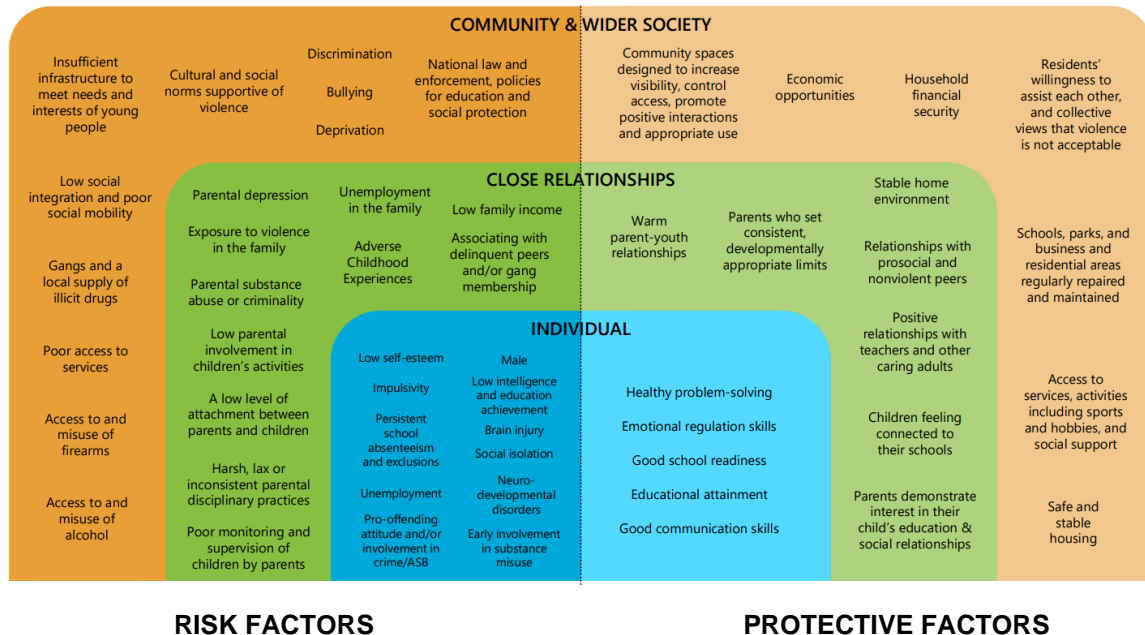 COMMUNITY & WIDER SOCIETY
Insufficient
infrastructure to
meet needs and
interests of young
people
Cultural and social
norms supportive of
violence
Discrimination
Bullying
Deprivation
National law and
enforcement, policies
for education and
social protection
Community spaces
designed to increase
visibility, control
access, promote
positive interactions
and appropriate use
Economic
opportunities
Household
financial
security
Residents'
willingness to
assist each other,
and collective
views that violence
is not acceptable
Low social
integration and poor
social mobility
Gangs and a
local supply of
illicit drugs
Poor access to
services
Access to and
misuse of
firearms
Access to and
misuse of
alcohol
CLOSE RELATIONSHIPS
Parental depression
Exposure to violence
in the family
Parental substance
abuse or criminality
Low parental
involvement in
children's activities
A low level of
attachment between
parents and children
Harsh, lax or
inconsistent parental
disciplinary practices
Poor monitoring and
supervision of
children by parents
Unemployment
in the family
Adverse
Childhood
Experiences
Low family income
Associating with
delinquent peers
and/or gang
membership
Warm
parent-youth
relationships
Parents who set
consistent,
developmentally
appropriate limits
Stable home
environment
Relationships with
prosocial and
nonviolent peers
Positive
relationships with
teachers and other
caring adults
Children feeling
connected to
their schools
Parents demonstrate
interest in their
child's education &
social relationships
Schools, parks, and
business and
residential areas
regularly repaired
and maintained
Access to
services, activities
including sports
and hobbies, and
social support
Safe and
stable
housing
INDIVIDUAL
Low self-esteem
Impulsivity
Persistent
school
absenteeism
and exclusions
Unemployment
Pro-offending
attitude and/or
involvement in
crime/ASB
Male
Low intelligence
and education
achievement
Brain injury
Social isolation
Neuro-
developmental
disorders
Early involvement
in substance
misuse
Healthy problem-solving
Emotional regulation skills
Good school readiness
Educational attainment
Good communication skills
RISK FACTORS
PROTECTIVE FACTORS